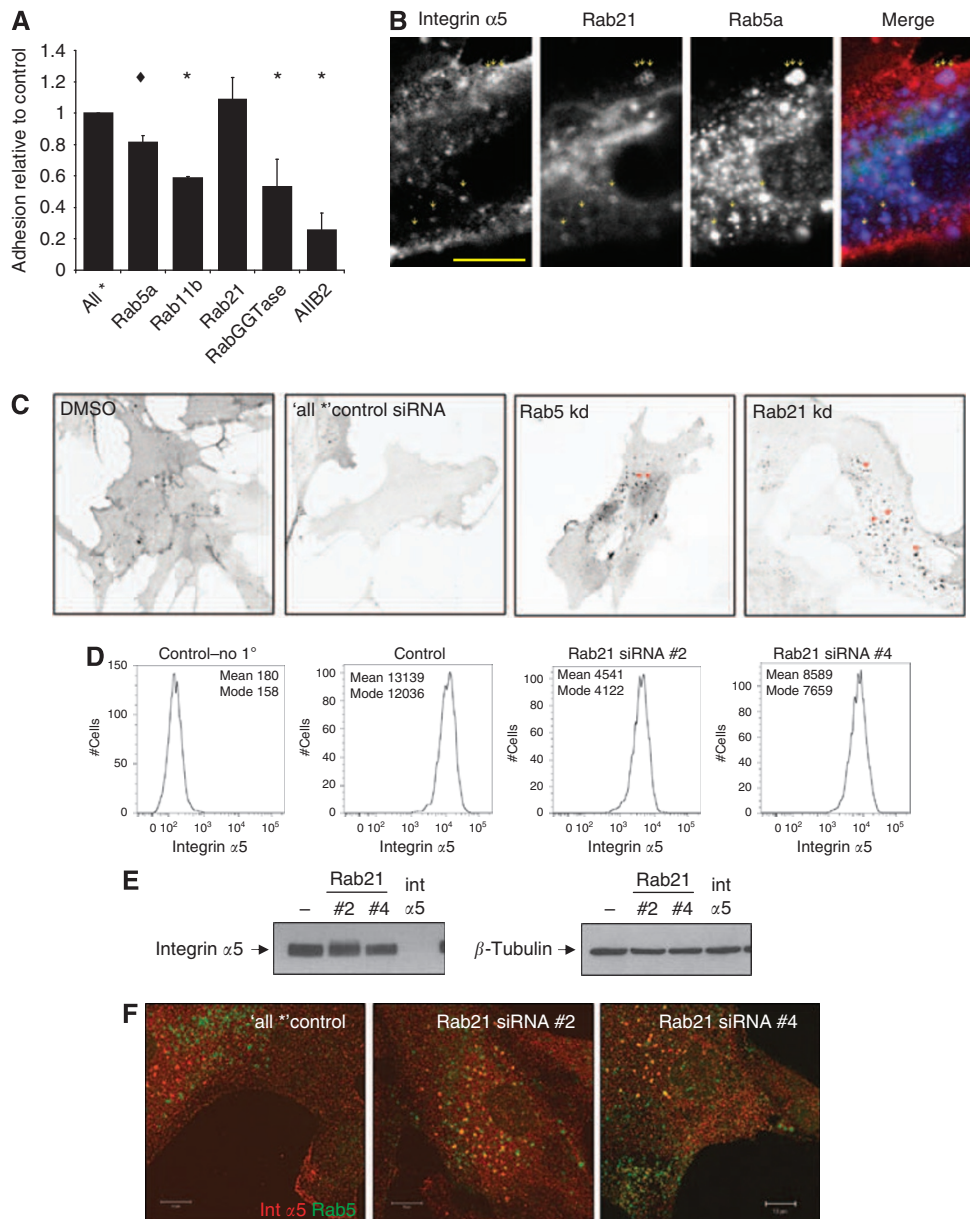 A
Adhesion relative to control
1.4
1.2
1
0.8
0.6
0.4
0.2
0
♦
*
*
*
All *
Rab5a
Rab11b
Rab21
RabGGTase
AIIB2
B
Integrin α5
Rab21
Rab5a
Merge
C
DMSO
'all *'control siRNA
Rab5 kd
Rab21 kd
D
Control–no 1°
Mean 180
Mode 158
#Cells
150
100
50
0
0 10² 10³ 10⁴ 10⁵
Integrin α5
Control
Mean 13139
Mode 12036
#Cells
100
80
60
40
20
0
0 10² 10³ 10⁴ 10⁵
Integrin α5
Rab21 siRNA #2
Mean 4541
Mode 4122
#Cells
100
80
60
40
20
0
0 10² 10³ 10⁴ 10⁵
Integrin α5
Rab21 siRNA #4
Mean 8589
Mode 7659
#Cells
100
80
60
40
20
0
0 10² 10³ 10⁴ 10⁵
Integrin α5
E
Rab21
int
– #2 #4 α5
Integrin α5
Rab21
int
– #2 #4 α5
β-Tubulin
F
'all *'control
Int α5 Rab5
Rab21 siRNA #2
Rab21 siRNA #4